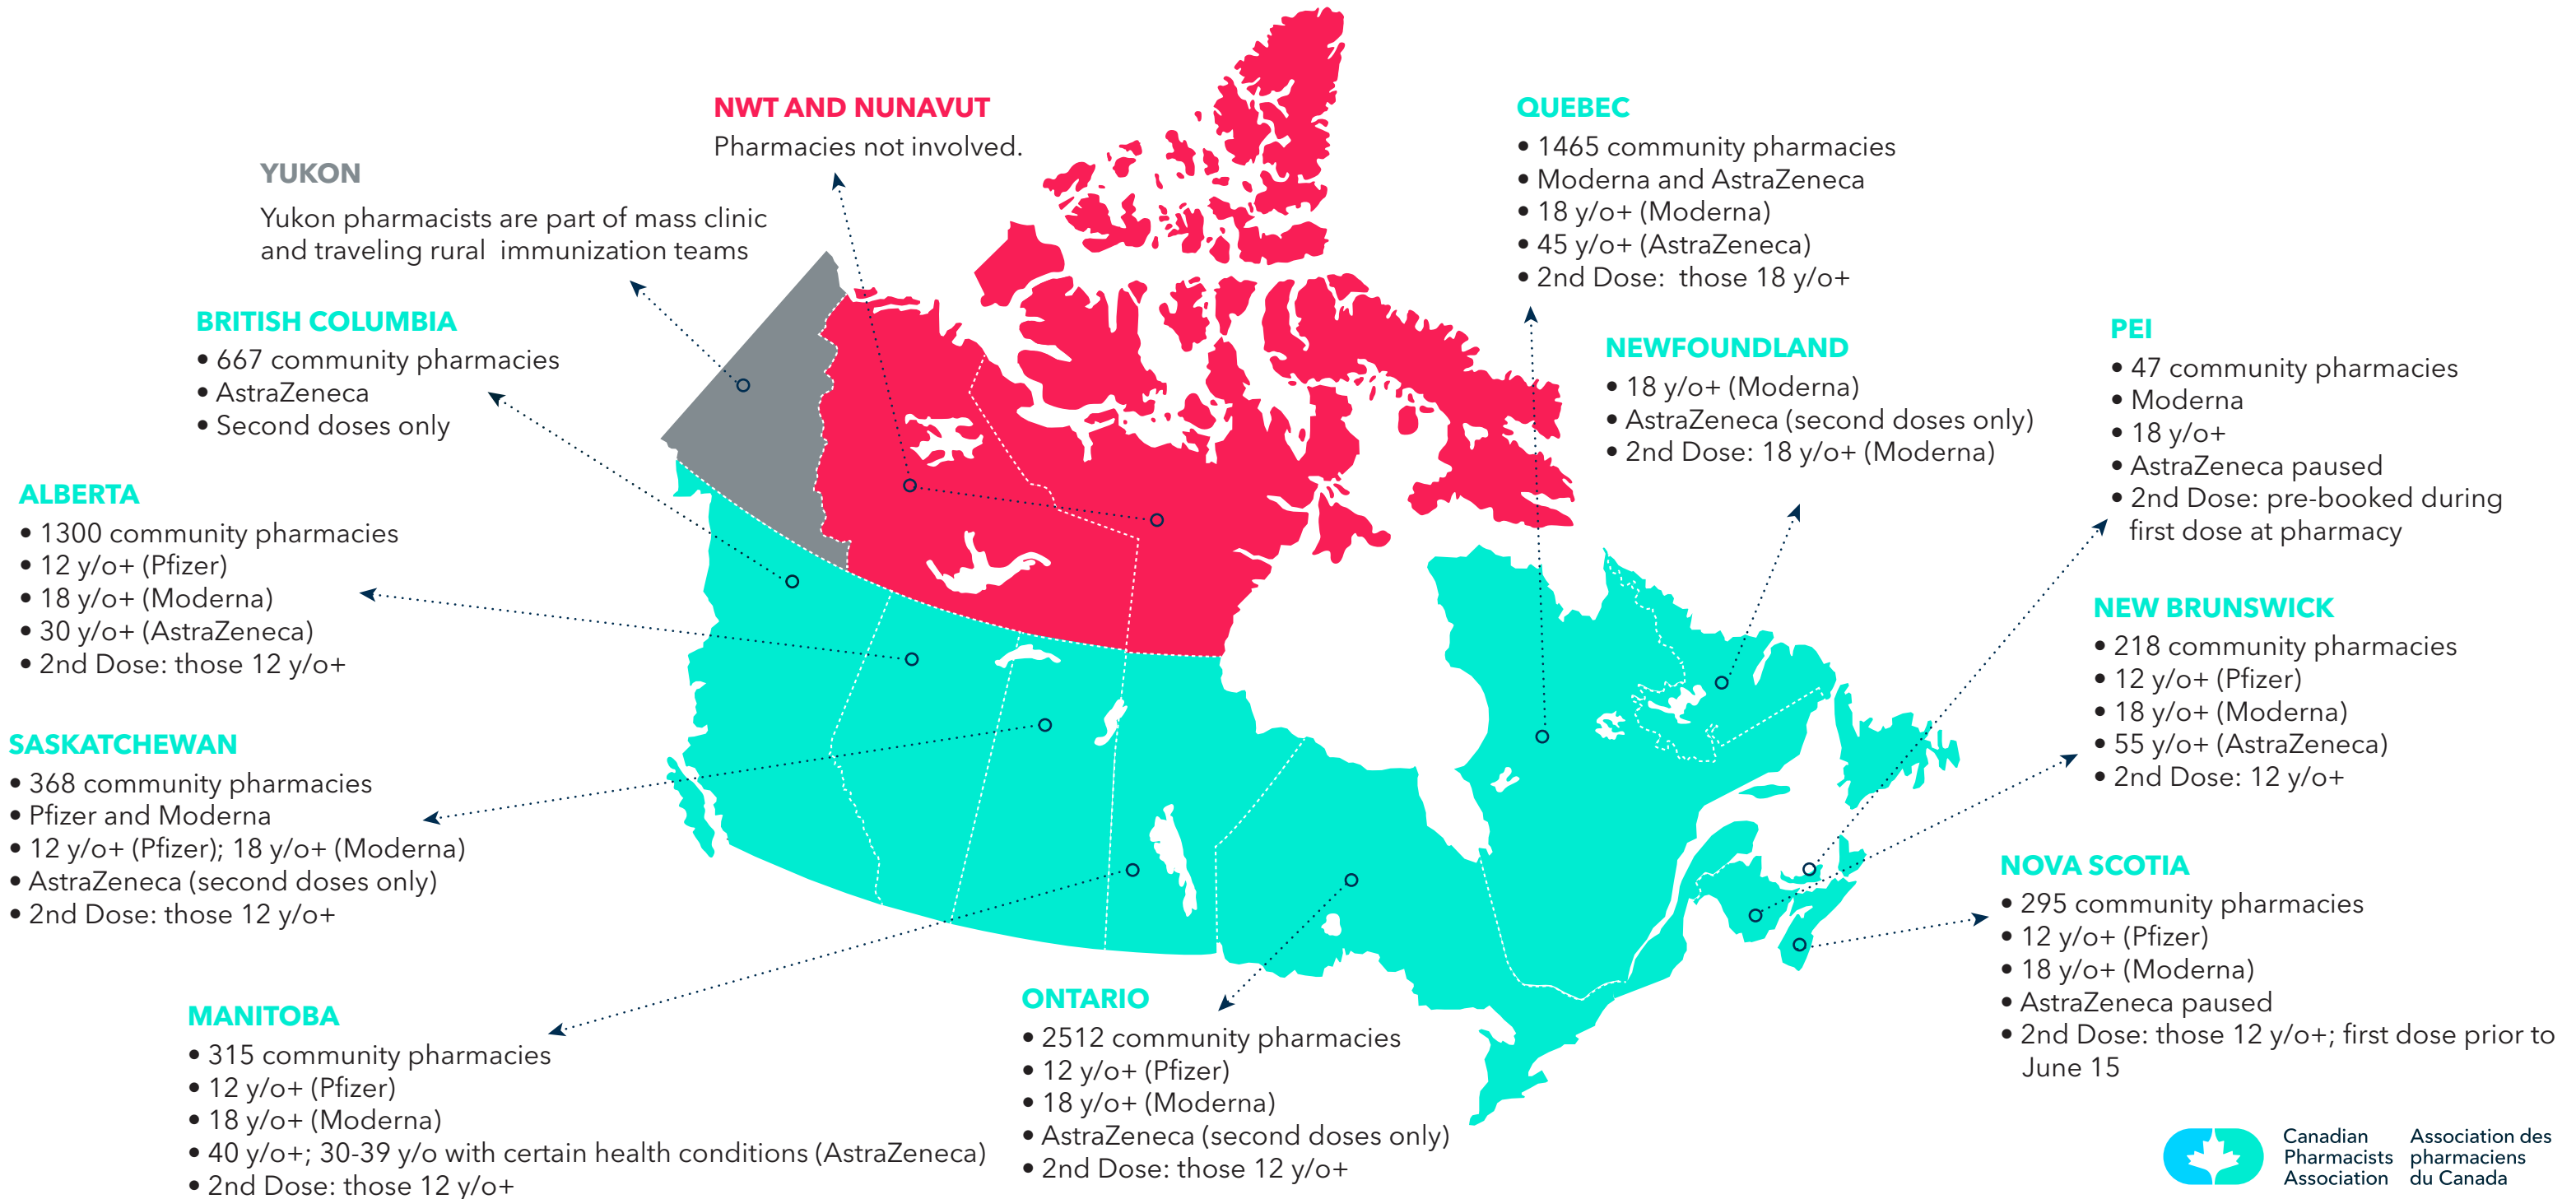 NWT AND NUNAVUT
Pharmacies not involved.
YUKON
Yukon pharmacists are part of mass clinic
and traveling rural immunization teams
BRITISH COLUMBIA
• 667 community pharmacies
• AstraZeneca
• Second doses only
ALBERTA
• 1300 community pharmacies
• 12 y/o+ (Pfizer)
• 18 y/o+ (Moderna)
• 30 y/o+ (AstraZeneca)
• 2nd Dose: those 12 y/o+
SASKATCHEWAN
• 368 community pharmacies
• Pfizer and Moderna
• 12 y/o+ (Pfizer); 18 y/o+ (Moderna)
• AstraZeneca (second doses only)
• 2nd Dose: those 12 y/o+
MANITOBA
• 315 community pharmacies
• 12 y/o+ (Pfizer)
• 18 y/o+ (Moderna)
• 40 y/o+; 30-39 y/o with certain health conditions (AstraZeneca)
• 2nd Dose: those 12 y/o+
ONTARIO
• 2512 community pharmacies
• 12 y/o+ (Pfizer)
• 18 y/o+ (Moderna)
• AstraZeneca (second doses only)
• 2nd Dose: those 12 y/o+
QUEBEC
• 1465 community pharmacies
• Moderna and AstraZeneca
• 18 y/o+ (Moderna)
• 45 y/o+ (AstraZeneca)
• 2nd Dose: those 18 y/o+
NEWFOUNDLAND
• 18 y/o+ (Moderna)
• AstraZeneca (second doses only)
• 2nd Dose: 18 y/o+ (Moderna)
PEI
• 47 community pharmacies
• Moderna
• 18 y/o+
• AstraZeneca paused
• 2nd Dose: pre-booked during
first dose at pharmacy
NEW BRUNSWICK
• 218 community pharmacies
• 12 y/o+ (Pfizer)
• 18 y/o+ (Moderna)
• 55 y/o+ (AstraZeneca)
• 2nd Dose: 12 y/o+
NOVA SCOTIA
• 295 community pharmacies
• 12 y/o+ (Pfizer)
• 18 y/o+ (Moderna)
• AstraZeneca paused
• 2nd Dose: those 12 y/o+; first dose prior to
June 15
Canadian
Pharmacists
Association
Association des
pharmaciens
du Canada